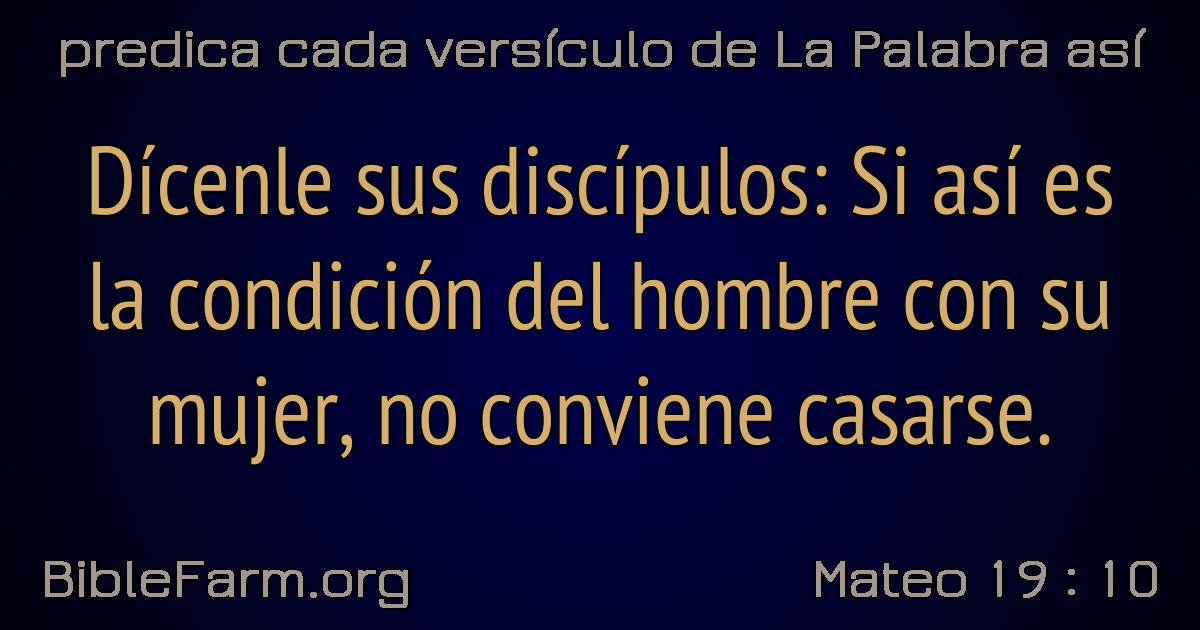 predica cada versículo de La Palabra así
Dícenle sus discípulos: Si así es
la condición del hombre con su
mujer, no conviene casarse.
BibleFarm.org
Mateo 19 : 10